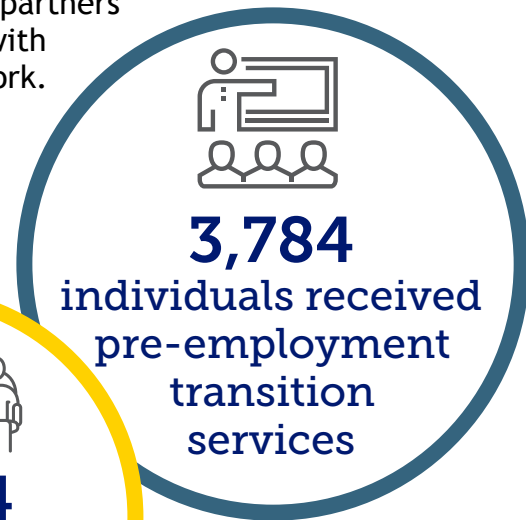 partners
with
ork.
3,784
individuals received
pre-employment
transition
services
4